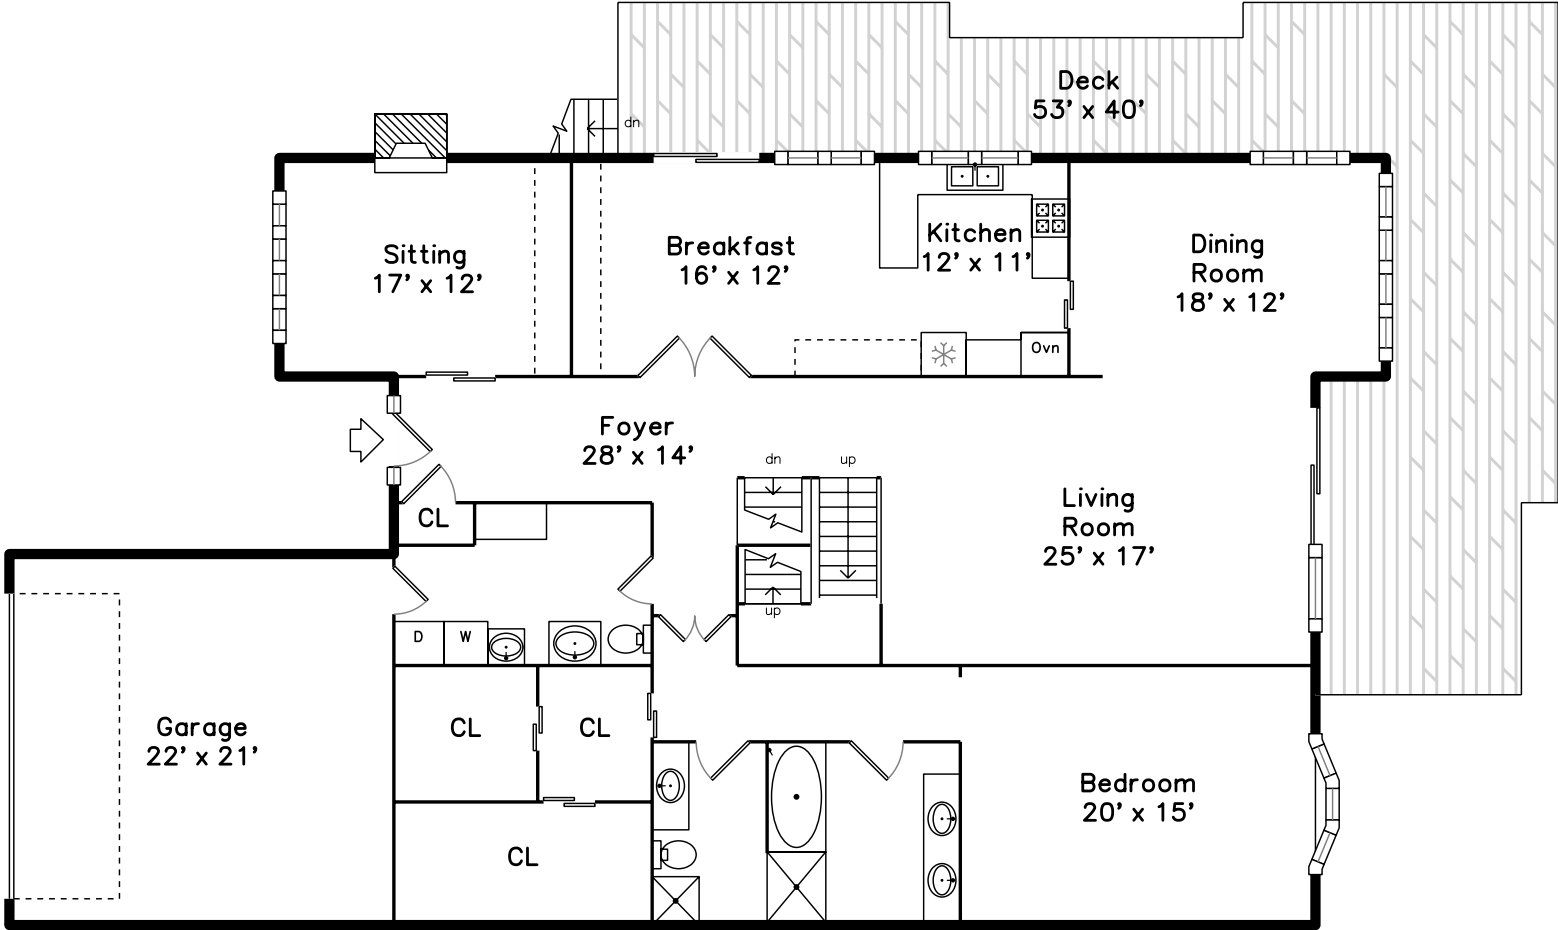 Deck
53' x 40'
dn
Sitting
17' x 12'
Breakfast
16' x 12'
Kitchen
12' x 11'
Dining
Room
18' x 12'
Ovn
Foyer
28' x 14'
dn
up
CL
Living
Room
25' x 17'
up
D
W
Garage
22' x 21'
CL
CL
CL
Bedroom
20' x 15'